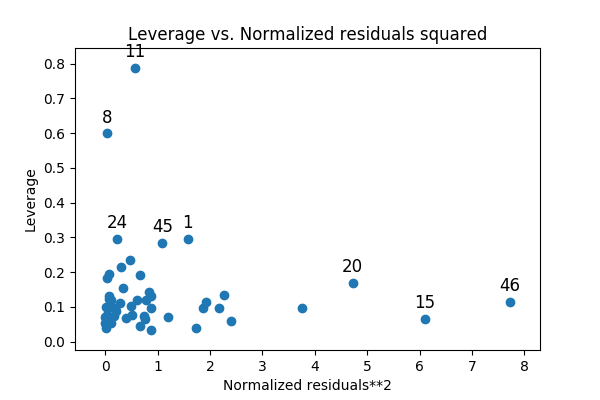 Leverage vs. Normalized residuals squared
11
0.8
0.7
8
0.6
0.5
0.4
24 45 1
0.3
20
0.2
46
15
0.1
0.0
Leverage
0 1 2 3 4 5 6 7 8
Normalized residuals**2